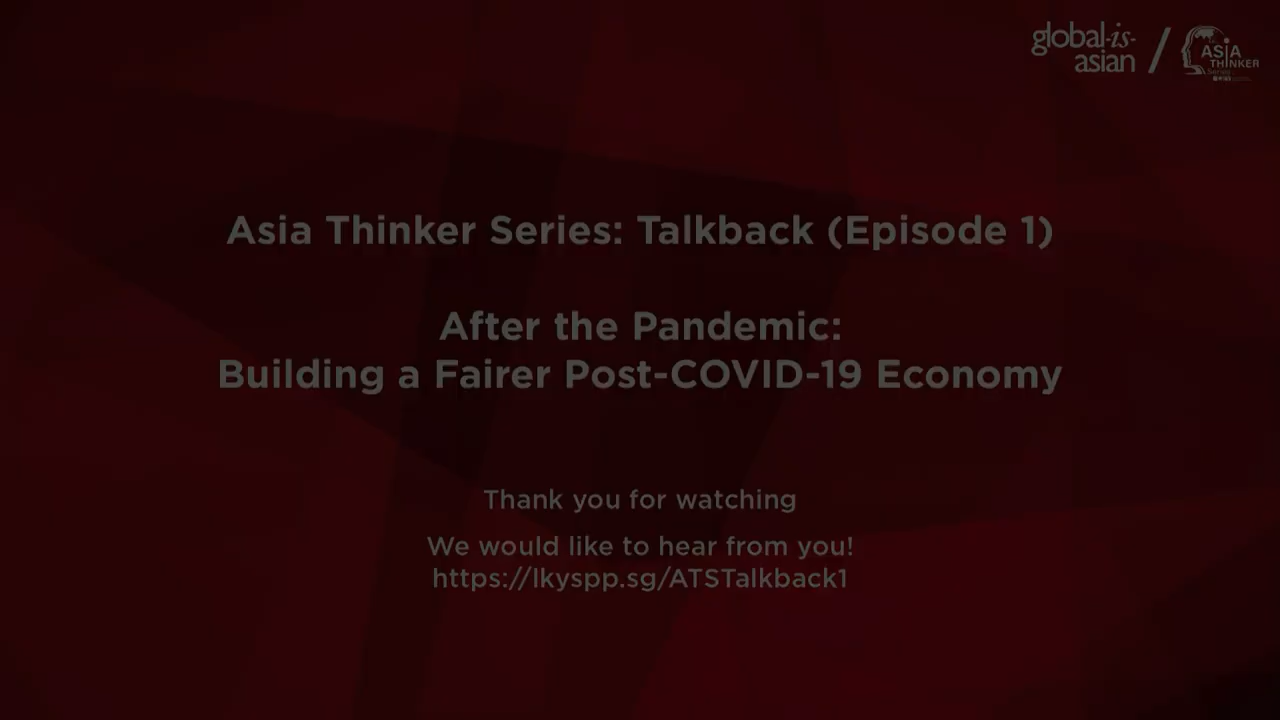 global-is-
asian
ASIA
THINKER
Series
Asia Thinker Series: Talkback (Episode 1)
After the Pandemic:
Building a Fairer Post-COVID-19 Economy
Thank you for watching
We would like to hear from you!
https://lkyspp.sg/ATSTalkback1